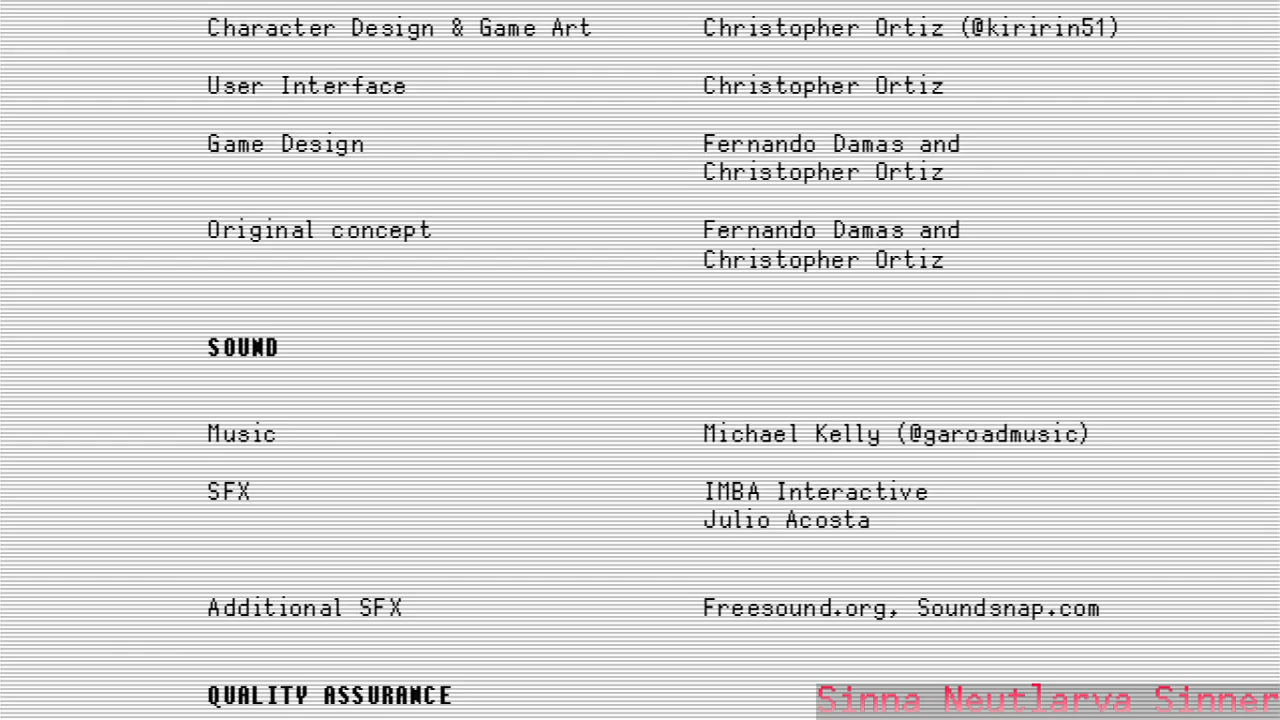 Character Design & Game Art Christopher Ortiz (@kiririn51)
User Interface Christopher Ortiz
Game Design Fernando Damas and
Christopher Ortiz
Original concept Fernando Damas and
Christopher Ortiz
SOUND
Music Michael Kelly (@garoadmusic)
SFX IMBA Interactive
Julio Acosta
Additional SFX Freesound.org, Soundsnap.com
QUALITY ASSURANCE
Sinna Neutlarva Sinner